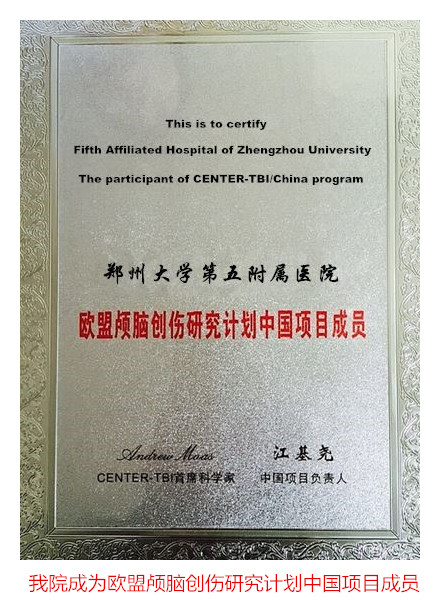 This is to certify
Fifth Affiliated Hospital of Zhengzhou University
The participant of CENTER-TBI/China program
郑州大学第五附属医院
欧盟颅脑创伤研究计划中国项目成员
Andrew Maas 江基尧
CENTER-TBI首席科学家 中国项目负责人
我院成为欧盟颅脑创伤研究计划中国项目成员